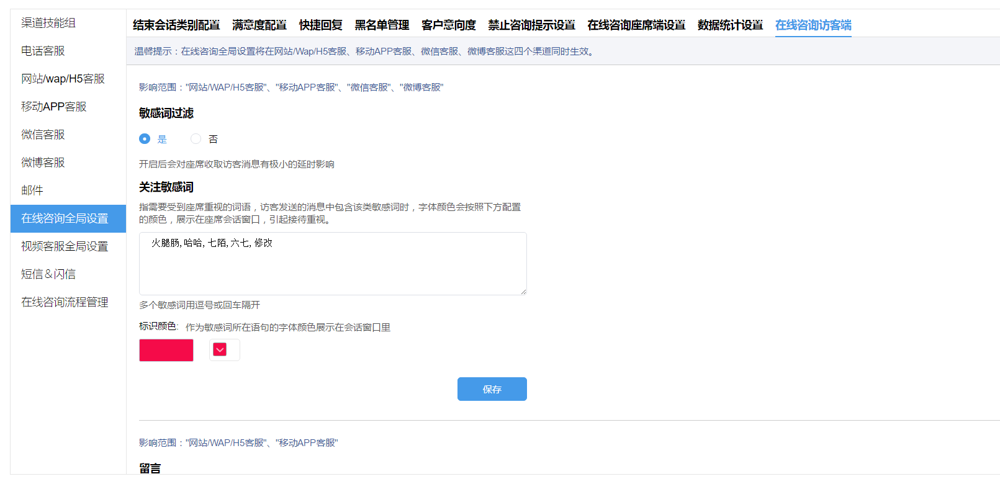 渠道技能组
电话客服
网站/wap/H5客服
移动APP客服
微信客服
微博客服
邮件
在线咨询全局设置
视频客服全局设置
短信&闪信
在线咨询流程管理
结束会话类别配置 满意度配置 快捷回复 黑名单管理 客户意向度 禁止咨询提示设置 在线咨询座席端设置 数据统计设置 在线咨询访客端
温馨提示：在线咨询全局设置将在网站/Wap/H5客服、移动APP客服、微信客服、微博客服这四个渠道同时生效。
影响范围："网站/WAP/H5客服"、"移动APP客服"、"微信客服"、"微博客服"
敏感词过滤
是 否
开启后会对座席收取访客消息有极小的延时影响
关注敏感词
指需要受到座席重视的词语，访客发送的消息中包含该类敏感词时，字体颜色会按照下方配置
的颜色，展示在座席会话窗口，引起接待重视。
火腿肠,哈哈,七陌,六七,修改
多个敏感词用逗号或回车隔开
标识颜色: 作为敏感词所在语句的字体颜色展示在会话窗口里
保存
影响范围："网站/WAP/H5客服"、"移动APP客服"
留言